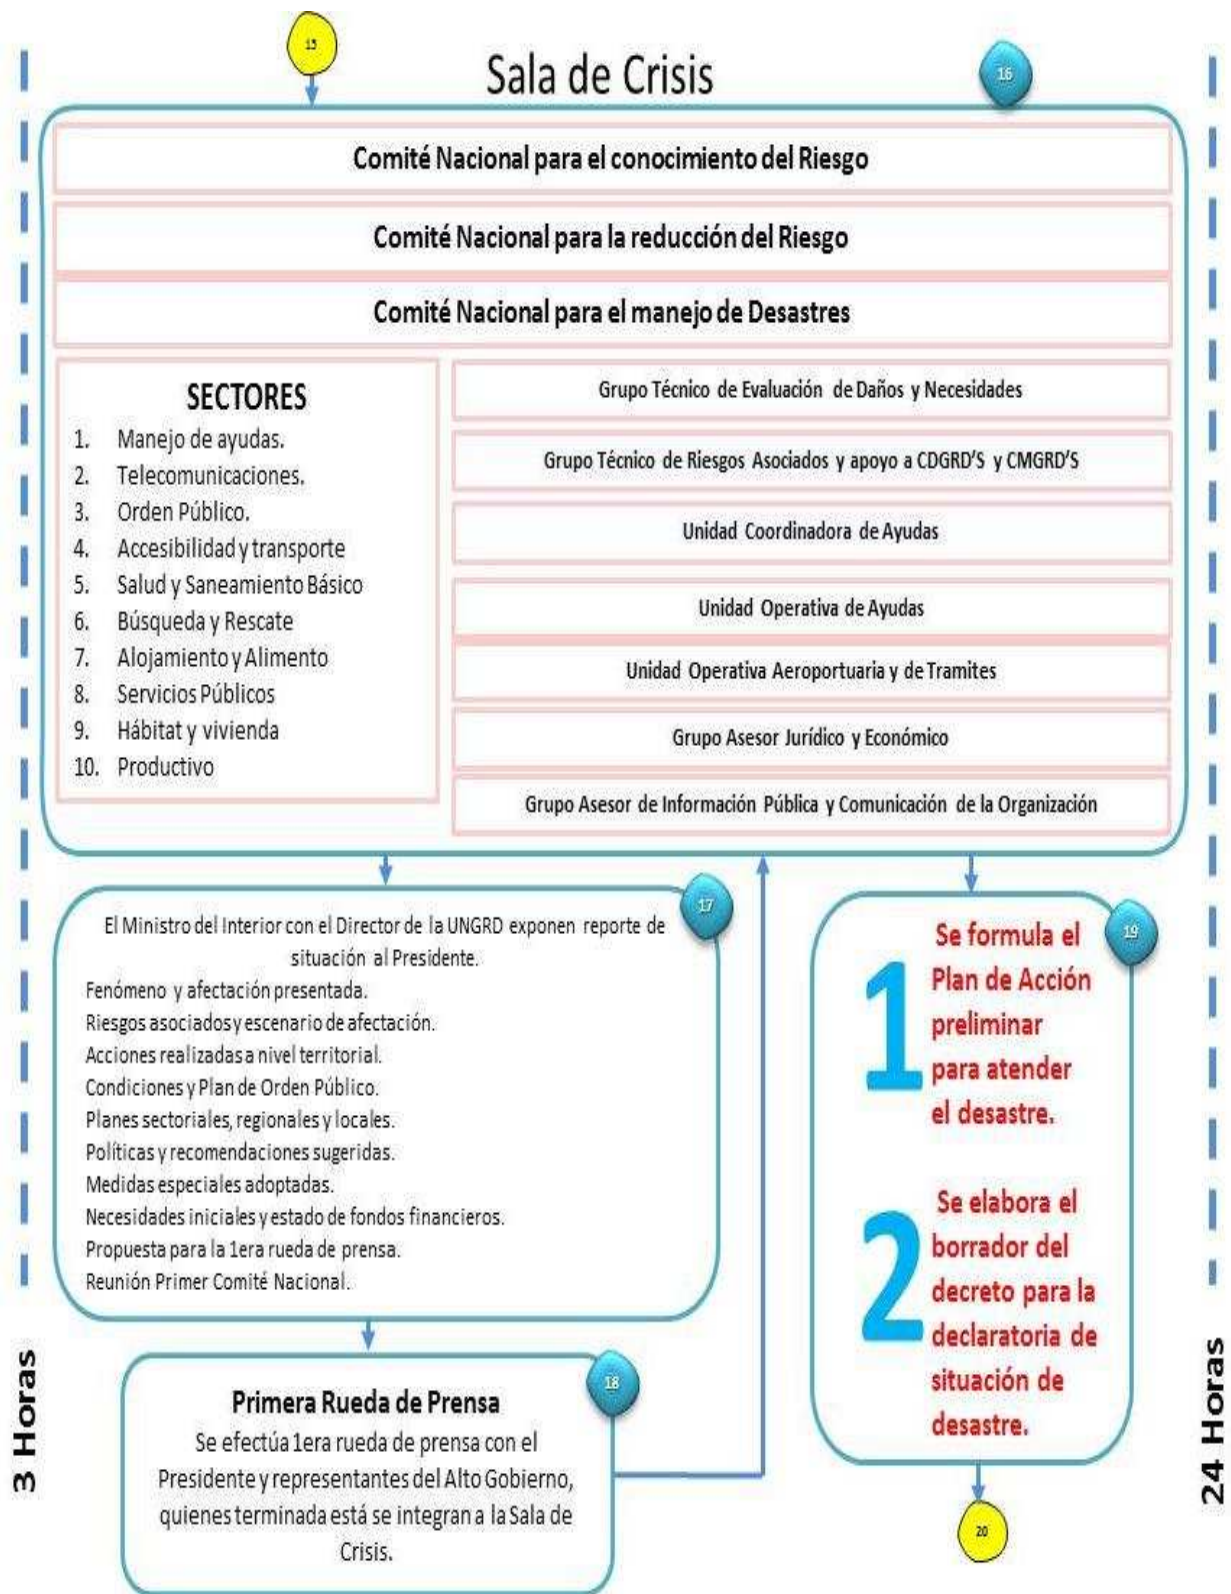 15
Sala de Crisis
16
Comité Nacional para el conocimiento del Riesgo
Comité Nacional para la reducción del Riesgo
Comité Nacional para el manejo de Desastres
SECTORES
1. Manejo de ayudas.
2. Telecomunicaciones.
3. Orden Público.
4. Accesibilidad y transporte
5. Salud y Saneamiento Básico
6. Búsqueda y Rescate
7. Alojamiento y Alimento
8. Servicios Públicos
9. Hábitat y vivienda
10. Productivo
Grupo Técnico de Evaluación de Daños y Necesidades
Grupo Técnico de Riesgos Asociados y apoyo a CDGRD'S y CMGRD'S
Unidad Coordinadora de Ayudas
Unidad Operativa de Ayudas
Unidad Operativa Aeroportuaria y de Tramites
Grupo Asesor Jurídico y Económico
Grupo Asesor de Información Pública y Comunicación de la Organización
17
El Ministro del Interior con el Director de la UNGRD exponen reporte de
situación al Presidente.
Fenómeno y afectación presentada.
Riesgos asociados y escenario de afectación.
Acciones realizadas a nivel territorial.
Condiciones y Plan de Orden Público.
Planes sectoriales, regionales y locales.
Políticas y recomendaciones sugeridas.
Medidas especiales adoptadas.
Necesidades iniciales y estado de fondos financieros.
Propuesta para la 1era rueda de prensa.
Reunión Primer Comité Nacional.
18
Primera Rueda de Prensa
Se efectúa 1era rueda de prensa con el
Presidente y representantes del Alto Gobierno,
quienes terminada está se integran a la Sala de
Crisis.
19
1
Se formula el
Plan de Acción
preliminar
para atender
el desastre.
2
Se elabora el
borrador del
decreto para la
declaratoria de
situación de
desastre.
20
3 Horas
24 Horas